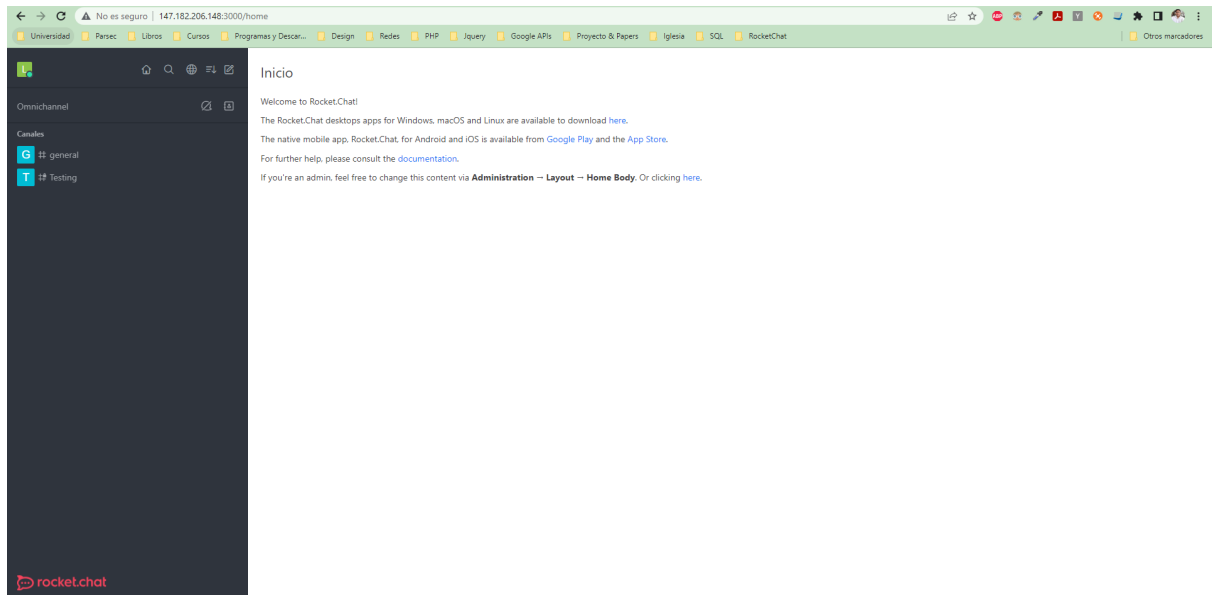 No es seguro | 147.182.206.148:3000/home
Universidad Parsec Libros Cursos Programas y Descar... Design Redes PHP Jquery Google APIs Proyecto & Papers Iglesia SQL RocketChat Otros marcadores
L
Inicio
Omnichannel
Canales
G # general
T Testing
Welcome to Rocket.Chat!
The Rocket.Chat desktops apps for Windows, macOS and Linux are available to download here.
The native mobile app, Rocket.Chat, for Android and iOS is available from Google Play and the App Store.
For further help, please consult the documentation.
If you're an admin, feel free to change this content via Administration → Layout → Home Body. Or clicking here.
rocket.chat